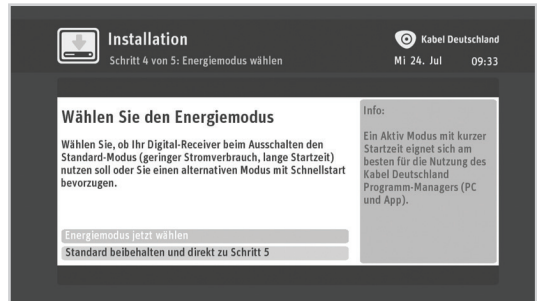 Installation
Schritt 4 von 5: Energiemodus wählen
Kabel Deutschland
Mi 24. Jul 09:33
Wählen Sie den Energiemodus
Wählen Sie, ob Ihr Digital-Receiver beim Ausschalten den
Standard-Modus (geringer Stromverbrauch, lange Startzeit)
nutzen soll oder Sie einen alternativen Modus mit Schnellstart
bevorzugen.
Energiemodus jetzt wählen
Standard beibehalten und direkt zu Schritt 5
Info:
Ein Aktiv Modus mit kurzer
Startzeit eignet sich am
besten für die Nutzung des
Kabel Deutschland
Programm-Managers (PC
und App).